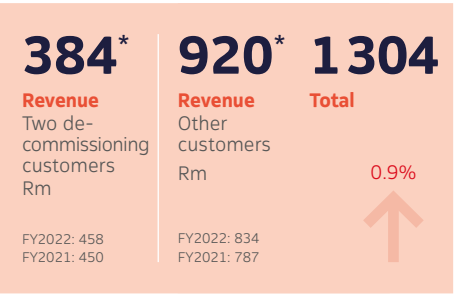 384*
Revenue
Two de-
commissioning
customers
Rm
FY2022: 458
FY2021: 450
920*
Revenue
Other
customers
Rm
FY2022: 834
FY2021: 787
1 304
Total
0.9%